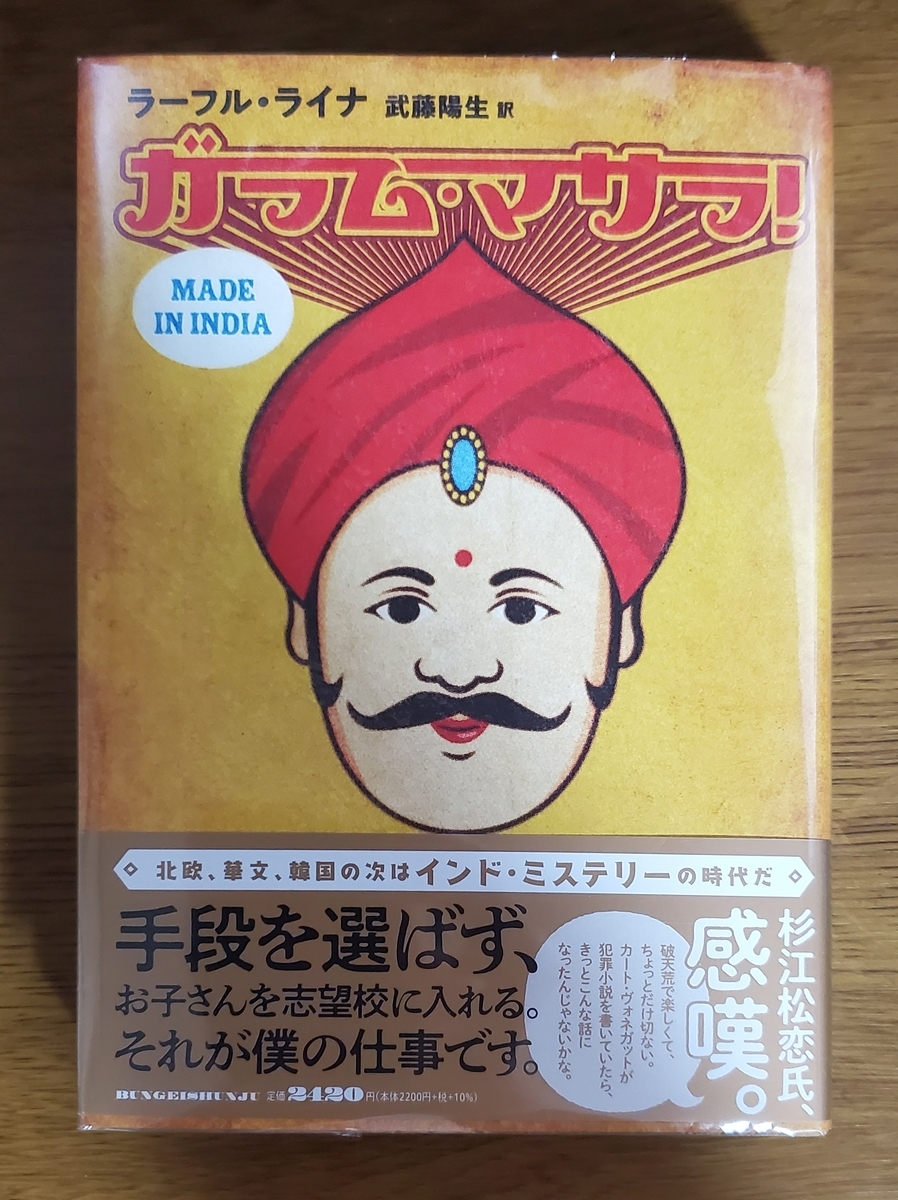 ラーフル・ライナ 武藤陽生 訳
ガラム・マサラ!
MADE
IN INDIA
北欧、華文、韓国の次はインド・ミステリーの時代だ
手段を選ばず、
お子さんを志望校に入れる。
それが僕の仕事です。
杉江松恋氏、
感嘆。
破天荒で楽しくて、
ちょっとだけ切ない。
カート・ヴォネガットが
犯罪小説を書いていたら、
きっとこんな話に
なったんじゃないかな。
BUNGEISHUNJU 定価2420円(本体2200円+税+10%)